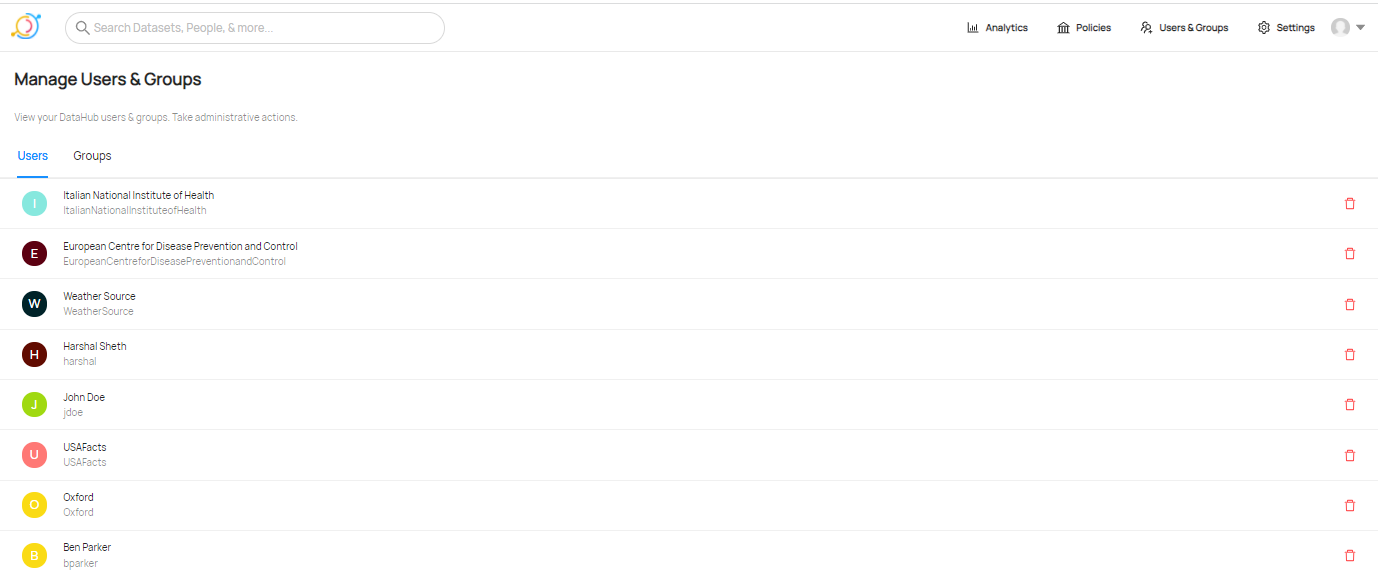 Search Datasets, People, & more...
Analytics
Policies
Users & Groups
Settings
Manage Users & Groups
View your DataHub users & groups. Take administrative actions.
Users
Groups
I
Italian National Institute of Health
ItalianNationalInstituteofHealth
E
European Centre for Disease Prevention and Control
EuropeanCentreforDiseasePreventionandControl
W
Weather Source
WeatherSource
H
Harshal Sheth
harshal
J
John Doe
jdoe
U
USAFacts
USAFacts
O
Oxford
Oxford
B
Ben Parker
bparker